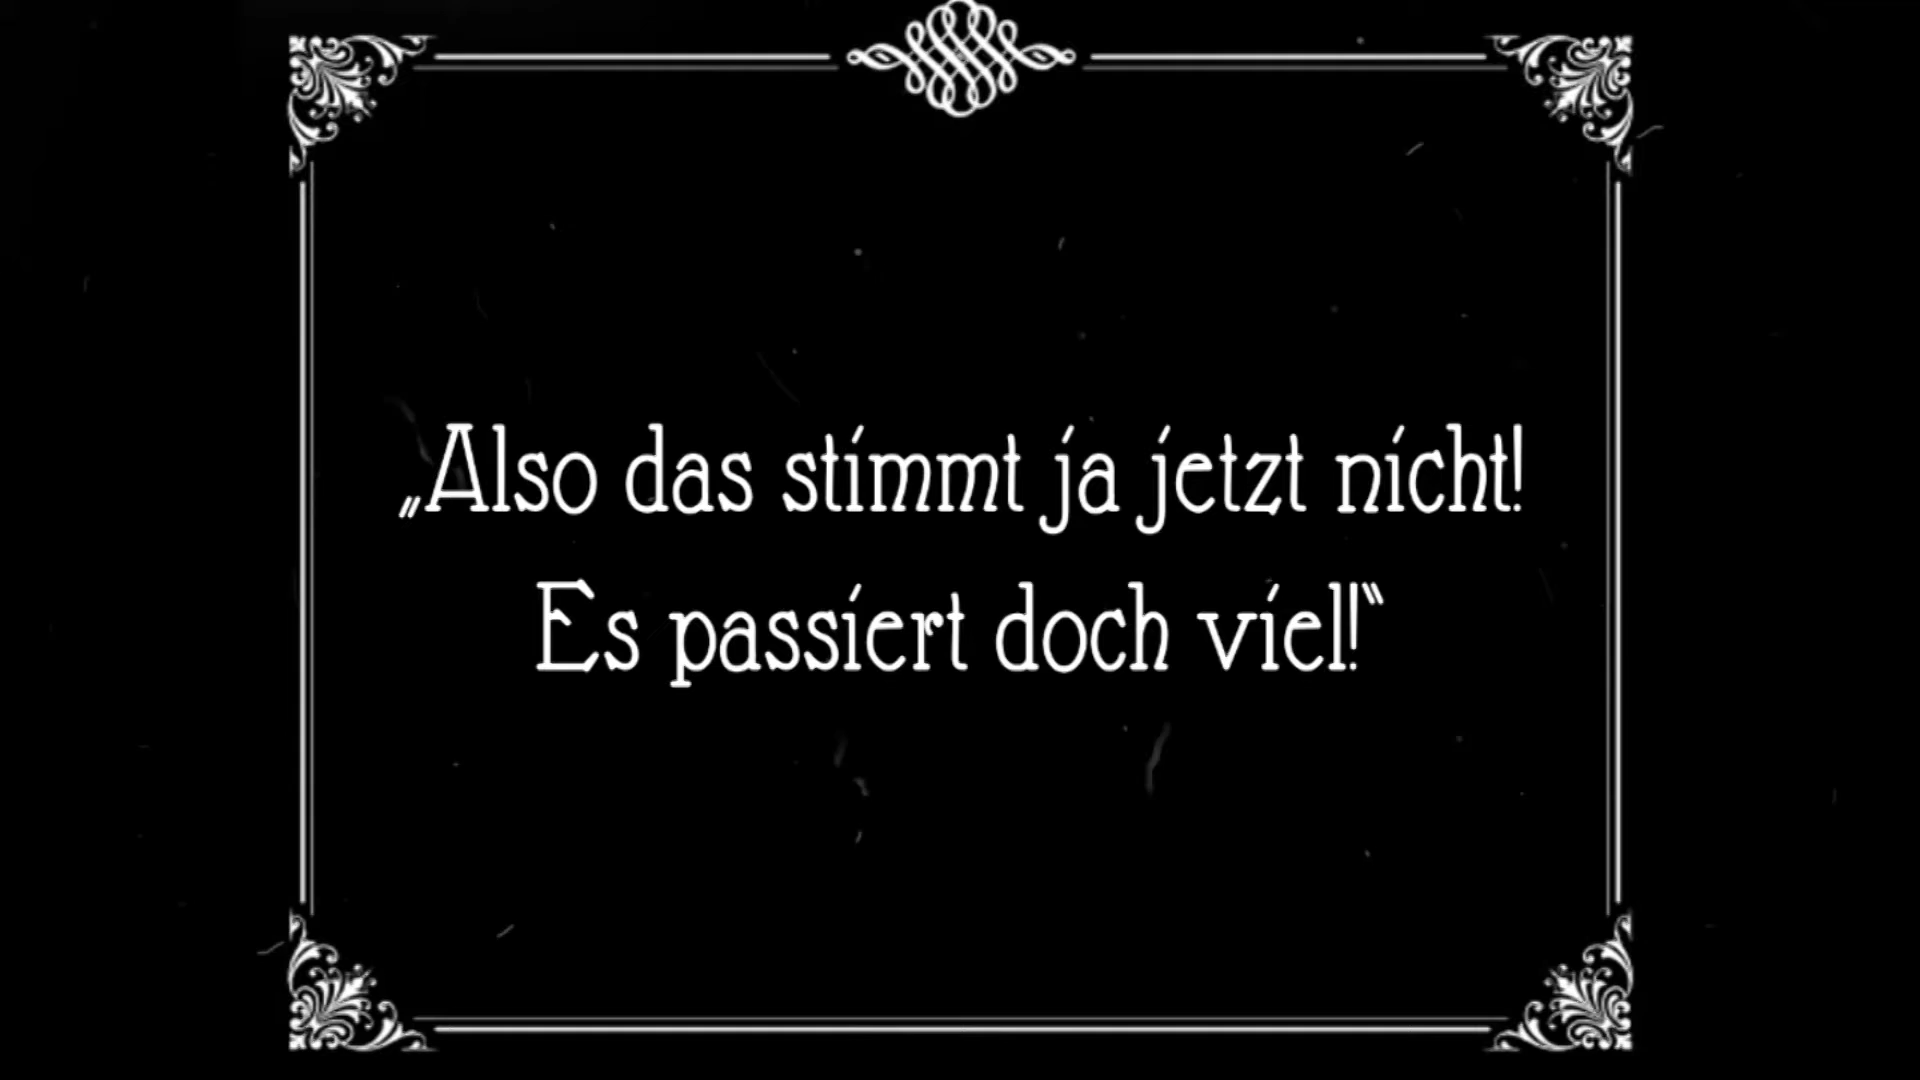 „Also das stimmt ja jetzt nicht!
Es passiert doch viel!“